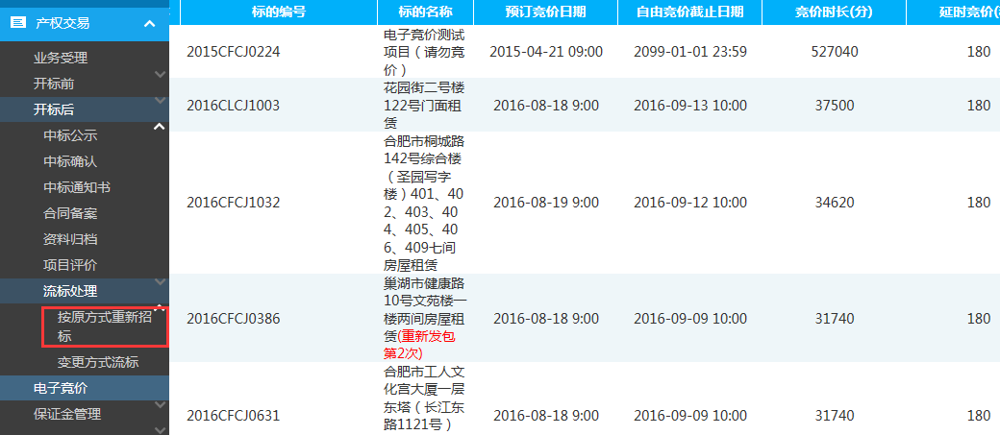 产权交易
业务受理
开标前
开标后
中标公示
中标确认
中标通知书
合同备案
资料归档
项目评价
流标处理
按原方式重新招
标
变更方式流标
电子竞价
保证金管理
标的编号 标的名称 预订竞价日期 自由竞价截止日期 竞价时长(分) 延时竞价(
2015CFCJ0224 电子竞价测试 2015-04-21 09:00 2099-01-01 23:59 527040 180
项目（请勿竞
价）
2016CLCJ1003 花园街二号楼 2016-08-18 9:00 2016-09-13 10:00 37500 180
122号门面租
赁
2016CFCJ1032 合肥市桐城路 2016-08-19 9:00 2016-09-12 10:00 34620 180
142号综合楼
（圣园写字
楼）401、40
2、403、40
4、405、40
6、409七间
房屋租赁
2016CFCJ0386 巢湖市健康路 2016-08-18 9:00 2016-09-09 10:00 31740 180
10号文苑楼一
楼两间房屋租
赁(重新发包
第2次)
2016CFCJ0631 合肥市工人文 2016-08-18 9:00 2016-09-09 10:00 31740 180
化宫大厦一层
东塔（长江东
路1121号）